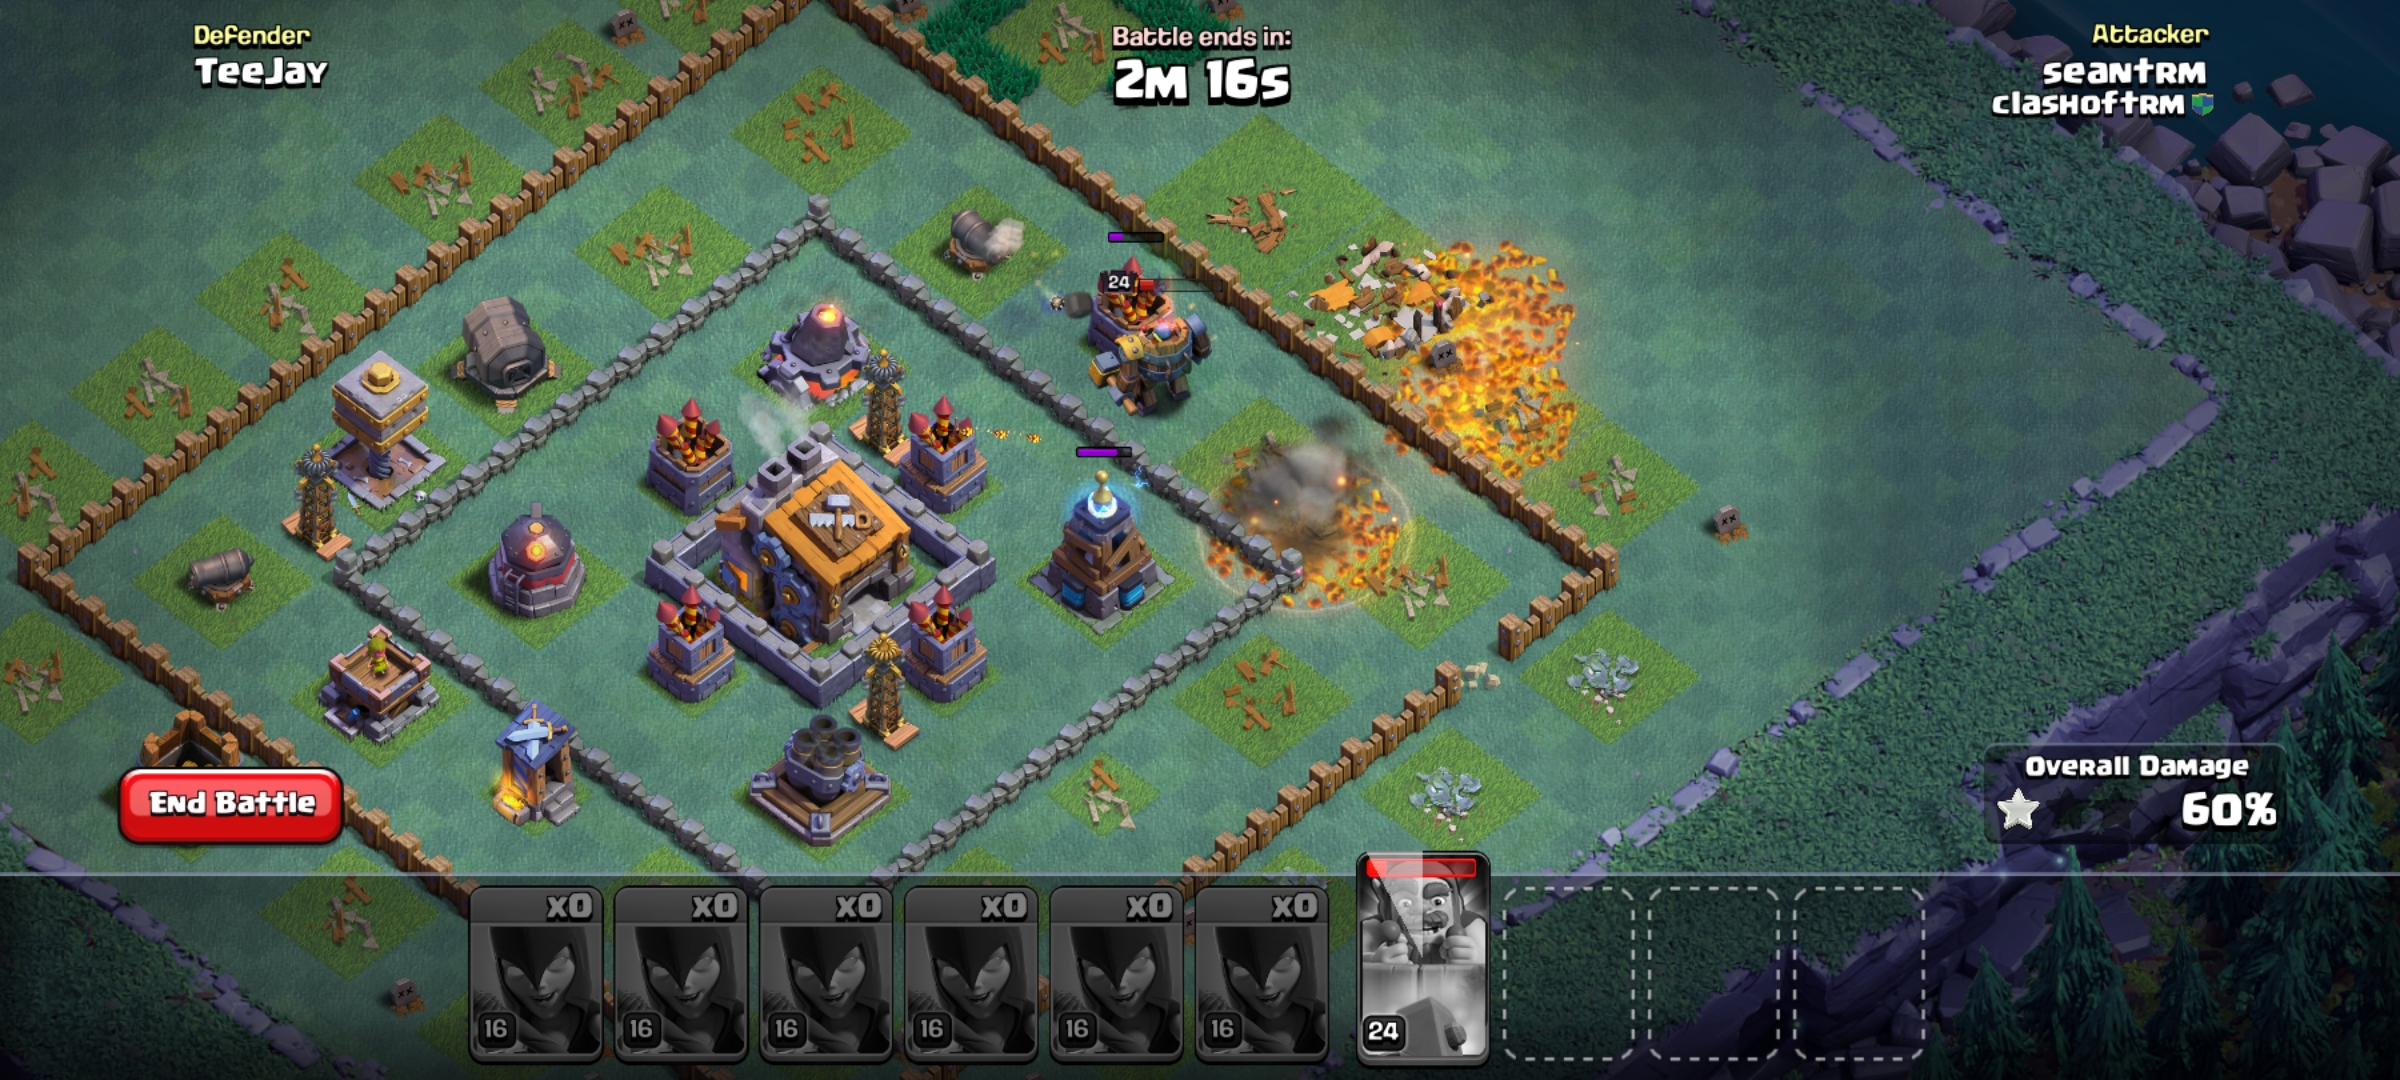 Defender
TeeJay
Battle ends in:
2M 16s
Attacker
seantRM
clashoftRM
24
End Battle
Overall Damage
60%
x0
x0
x0
x0
x0
x0
16
16
16
16
16
16
24